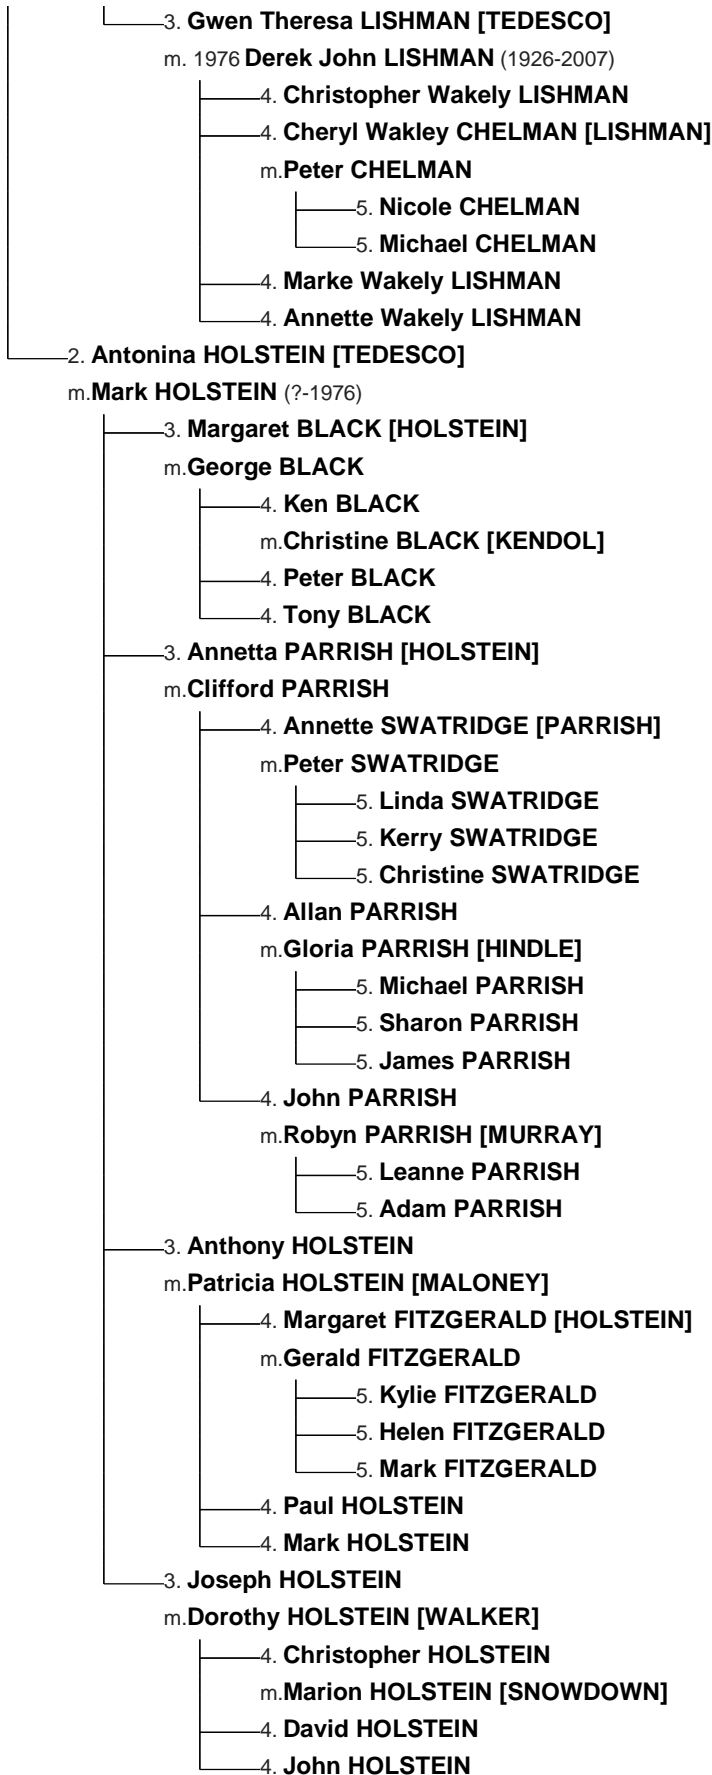 3. Gwen Theresa LISHMAN [TEDESCO]
m. 1976 Derek John LISHMAN (1926-2007)
4. Christopher Wakely LISHMAN
4. Cheryl Wakley CHELMAN [LISHMAN]
m.Peter CHELMAN
5. Nicole CHELMAN
5. Michael CHELMAN
4. Marke Wakely LISHMAN
4. Annette Wakely LISHMAN
2. Antonina HOLSTEIN [TEDESCO]
m.Mark HOLSTEIN (?-1976)
3. Margaret BLACK [HOLSTEIN]
m.George BLACK
4. Ken BLACK
m.Christine BLACK [KENDOL]
4. Peter BLACK
4. Tony BLACK
3. Annetta PARRISH [HOLSTEIN]
m.Clifford PARRISH
4. Annette SWATRIDGE [PARRISH]
m.Peter SWATRIDGE
5. Linda SWATRIDGE
5. Kerry SWATRIDGE
5. Christine SWATRIDGE
4. Allan PARRISH
m.Gloria PARRISH [HINDLE]
5. Michael PARRISH
5. Sharon PARRISH
5. James PARRISH
4. John PARRISH
m.Robyn PARRISH [MURRAY]
5. Leanne PARRISH
5. Adam PARRISH
3. Anthony HOLSTEIN
m.Patricia HOLSTEIN [MALONEY]
4. Margaret FITZGERALD [HOLSTEIN]
m.Gerald FITZGERALD
5. Kylie FITZGERALD
5. Helen FITZGERALD
5. Mark FITZGERALD
4. Paul HOLSTEIN
4. Mark HOLSTEIN
3. Joseph HOLSTEIN
m.Dorothy HOLSTEIN [WALKER]
4. Christopher HOLSTEIN
m.Marion HOLSTEIN [SNOWDOWN]
4. David HOLSTEIN
4. John HOLSTEIN